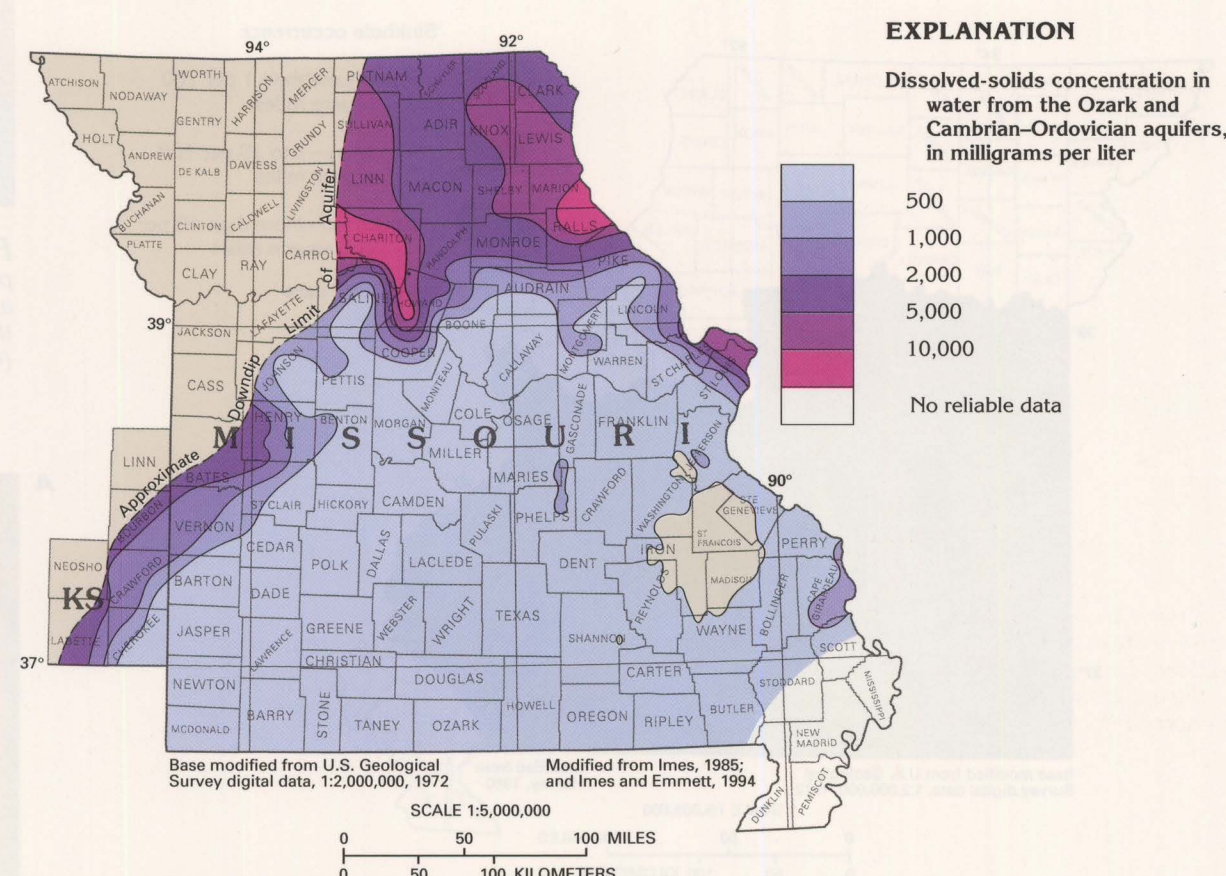 EXPLANATION
Dissolved-solids concentration in
water from the Ozark and
Cambrian–Ordovician aquifers,
in milligrams per liter
500
1,000
2,000
5,000
10,000
No reliable data
94°
92°
39°
90°
37°
ATCHISON
NODAWAY
WORTH
HARRISON
MERCER
PUTNAM
SCHUYLER
SCOTLAND
CLARK
HOLT
GENTRY
GRUNDY
SULLIVAN
ADIR
KNOX
LEWIS
ANDREW
DE KALB
DAVIESS
LIVINGSTON
LINN
MACON
SHELBY
MARION
BUCHANAN
CLINTON
CALDWELL
CHARITON
RANDOLPH
MONROE
RALLS
PLATTE
CLAY
RAY
CARROL
PIKE
SALINE
HOWARD
AUDRAIN
LAFAYETTE
BOONE
CALLAWAY
MONTGOMERY
LINCOLN
JACKSON
JOHNSON
PETTIS
COOPER
WARREN
ST CHARLES
ST LOUIS
CASS
MONITEAU
COLE
OSAGE
GASCONADE
FRANKLIN
JEFFERSON
HENRY
BENTON
MORGAN
MISSOURI
Approximate Downdip Limit of Aquifer
LINN
BATES
MILLER
MARIES
CRAWFORD
WASHINGTON
STE
GENEVIEVE
BOURBON
VERNON
ST CLAIR
HICKORY
CAMDEN
PULASKI
PHELPS
ST
FRANCOIS
PERRY
NEOSHO
CRAWFORD
CEDAR
POLK
DALLAS
LACLEDE
DENT
IRON
MADISON
BOLLINGER
CAPE
GIRARDEAU
KS
BARTON
DADE
WEBSTER
WRIGHT
TEXAS
REYNOLDS
LABETTE
CHEROKEE
JASPER
LAWRENCE
GREENE
SHANNON
WAYNE
SCOTT
CHRISTIAN
DOUGLAS
CARTER
STODDARD
MISSISSIPPI
NEWTON
BARRY
STONE
TANEY
OZARK
HOWELL
OREGON
RIPLEY
BUTLER
MCDONALD
NEW
MADRID
DUNKLIN
PEMISCOT
Base modified from U.S. Geological
Survey digital data, 1:2,000,000, 1972
Modified from Imes, 1985;
and Imes and Emmett, 1994
SCALE 1:5,000,000
0 50 100 MILES
0 50 100 KILOMETERS